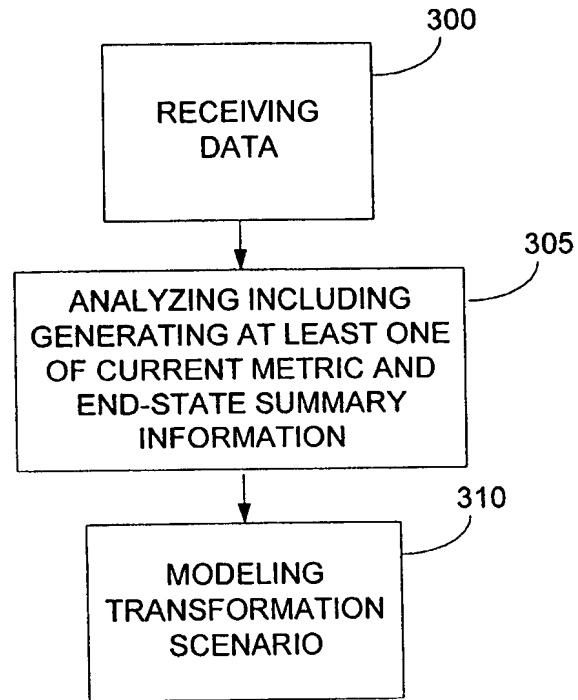 300
RECEIVING
DATA
305
ANALYZING INCLUDING
GENERATING AT LEAST ONE
OF CURRENT METRIC AND
END-STATE SUMMARY
INFORMATION
310
MODELING
TRANSFORMATION
SCENARIO